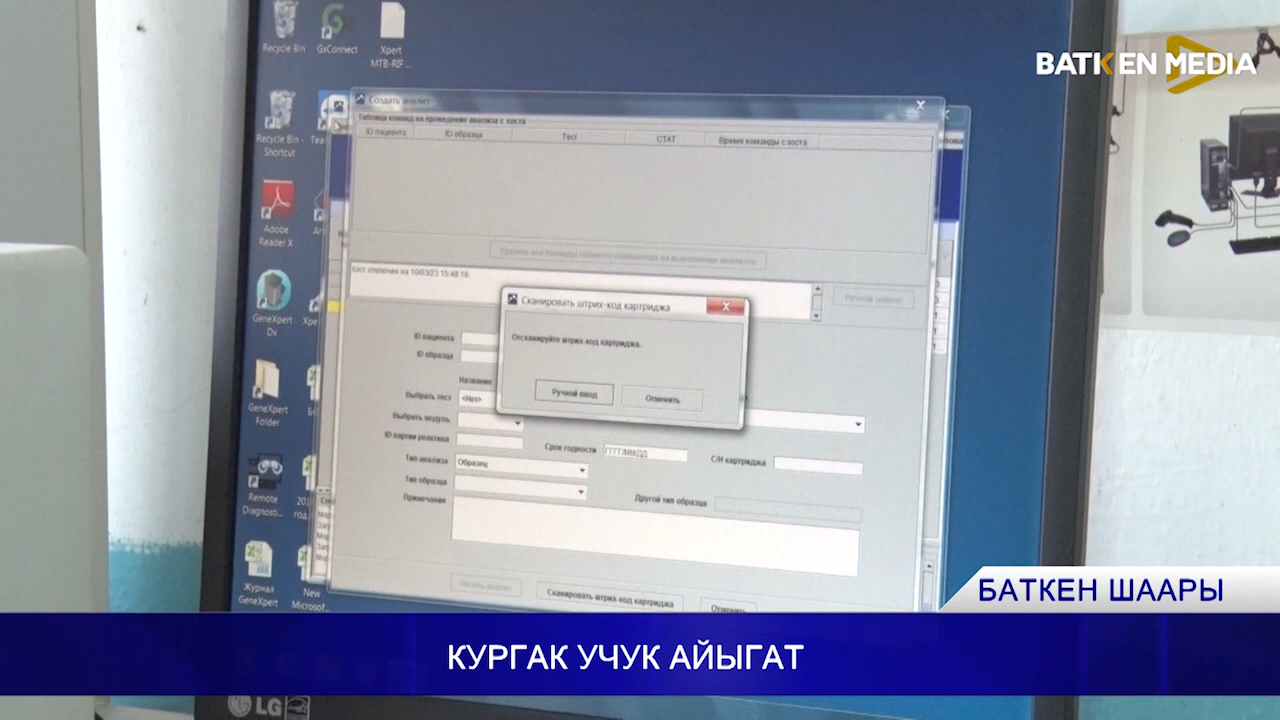 Recycle Bin
GxConnect
Xpert
MTB-RIF...
BATKEN MEDIA
Recycle Bin -
Shortcut
Adobe
Reader X
GeneXpert
Dx
GeneXpert
Folder
Remote
Diagnosti...
Журнал
GeneXpert
New
Microsof...
Создать анализ
Таблица команд на проведение анализа с хоста
ID пациента
ID образца
Тест
СТАТ
Время команды с хоста
Хост отключен на 10/03/23 15:48:16
Сканировать штрих-код картриджа
Отсканируйте штрих-код картриджа.
Ручной ввод
Отменить
ID пациента
ID образца
Название
Выбрать тест
<Нет>
Выбрать модуль
ID партии реактива
Срок годности
ГГГГ/ММ/ДД
С/Н картриджа
Тип анализа
Образец
Тип образца
Другой тип образца
Примечания
Начать анализ
Сканировать штрих-код картриджа
Отменить
БАТКЕН ШААРЫ
КУРГАК УЧУК АЙЫГАТ
LG